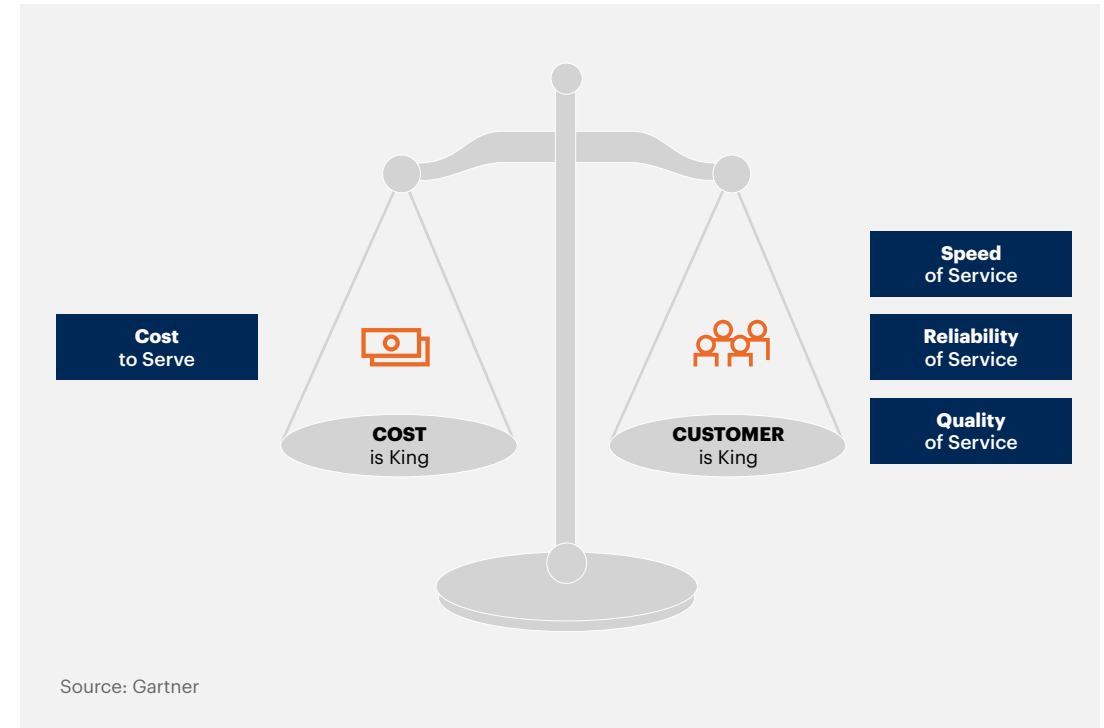 Cost
to Serve
COST
is King
CUSTOMER
is King
Speed
of Service
Reliability
of Service
Quality
of Service
Source: Gartner